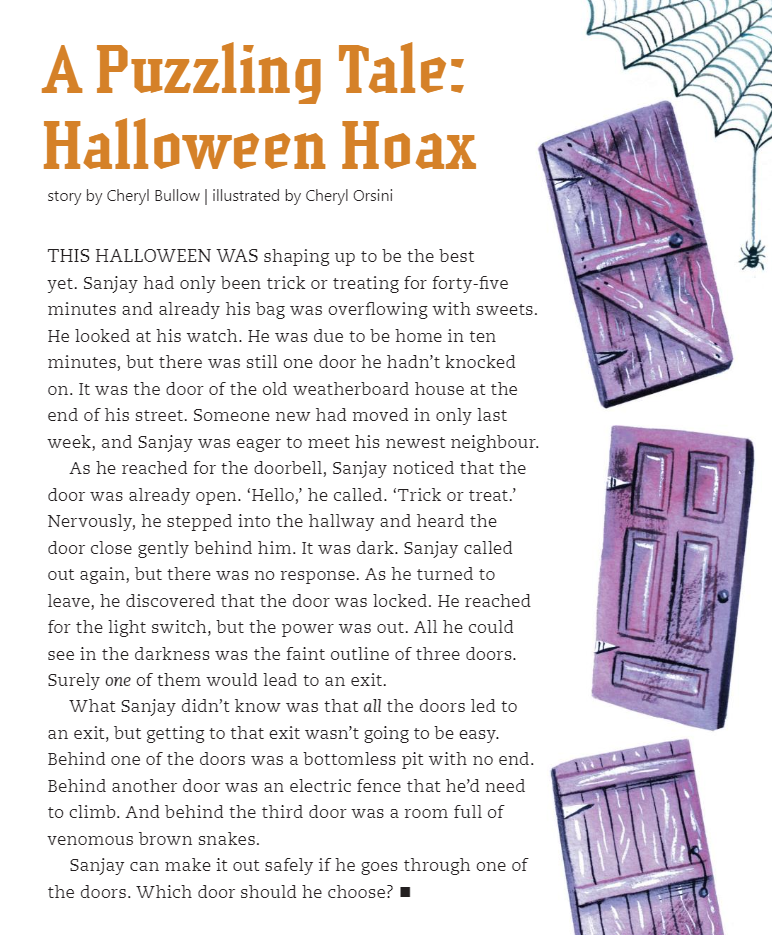 A Puzzling Tale:
Halloween Hoax
story by Cheryl Bullow | illustrated by Cheryl Orsini
THIS HALLOWEEN WAS shaping up to be the best
yet. Sanjay had only been trick or treating for forty-five
minutes and already his bag was overflowing with sweets.
He looked at his watch. He was due to be home in ten
minutes, but there was still one door he hadn’t knocked
on. It was the door of the old weatherboard house at the
end of his street. Someone new had moved in only last
week, and Sanjay was eager to meet his newest neighbour.
As he reached for the doorbell, Sanjay noticed that the
door was already open. ‘Hello,’ he called. ‘Trick or treat.’
Nervously, he stepped into the hallway and heard the
door close gently behind him. It was dark. Sanjay called
out again, but there was no response. As he turned to
leave, he discovered that the door was locked. He reached
for the light switch, but the power was out. All he could
see in the darkness was the faint outline of three doors.
Surely one of them would lead to an exit.
What Sanjay didn’t know was that all the doors led to
an exit, but getting to that exit wasn’t going to be easy.
Behind one of the doors was a bottomless pit with no end.
Behind another door was an electric fence that he’d need
to climb. And behind the third door was a room full of
venomous brown snakes.
Sanjay can make it out safely if he goes through one of
the doors. Which door should he choose? ■